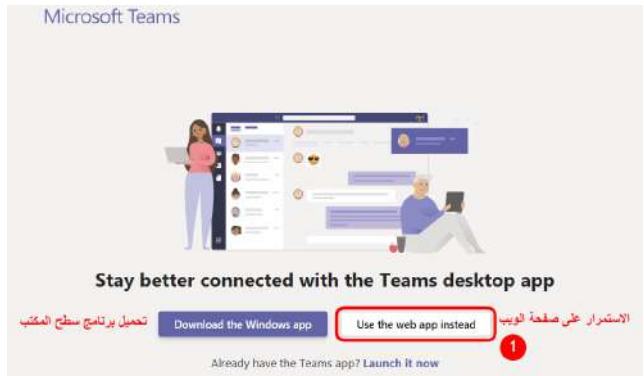 Microsoft Teams
Stay better connected with the Teams desktop app
تحميل برنامج سطح المكتب
Download the Windows app
Use the web app instead
الاستمرار على صفحة الويب
1
Already have the Teams app? Launch it now